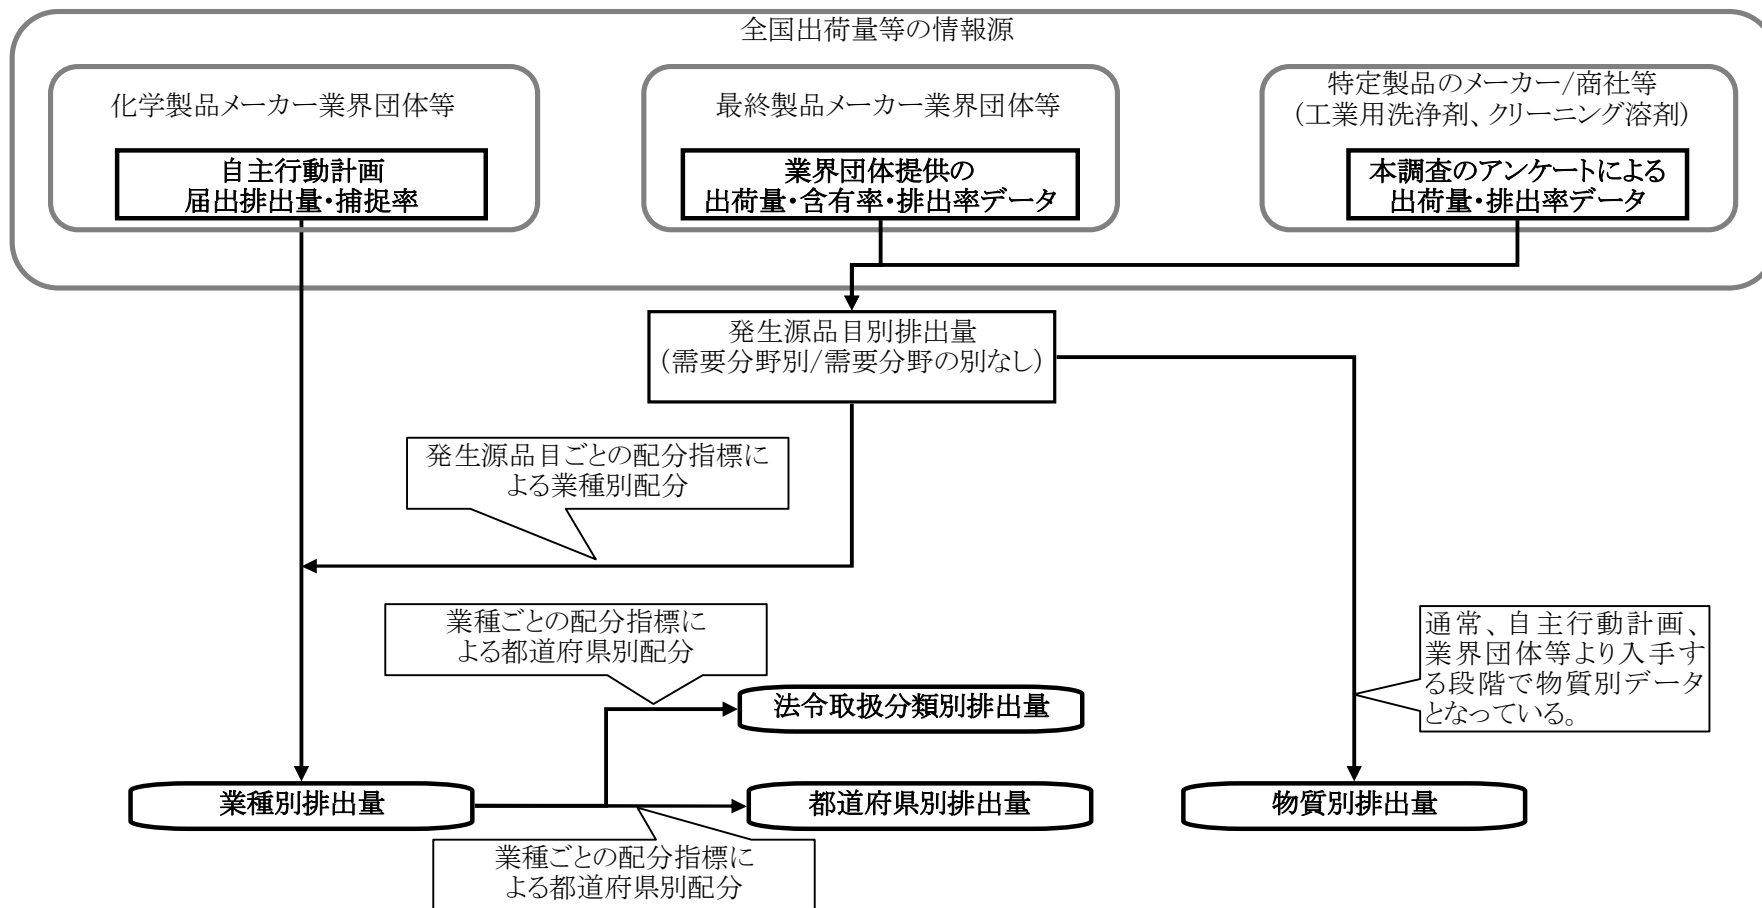 全国出荷量等の情報源
化学製品メーカー業界団体等
自主行動計画
届出排出量・捕捉率
最終製品メーカー業界団体等
業界団体提供の
出荷量・含有率・排出率データ
特定製品のメーカー/商社等
(工業用洗浄剤、クリーニング溶剤)
本調査のアンケートによる
出荷量・排出率データ
発生源品目別排出量
(需要分野別/需要分野の別なし)
発生源品目ごとの配分指標に
よる業種別配分
業種ごとの配分指標に
よる都道府県別配分
通常、自主行動計画、
業界団体等より入手す
る段階で物質別データ
となっている。
法令取扱分類別排出量
業種別排出量
都道府県別排出量
物質別排出量
業種ごとの配分指標に
よる都道府県別配分